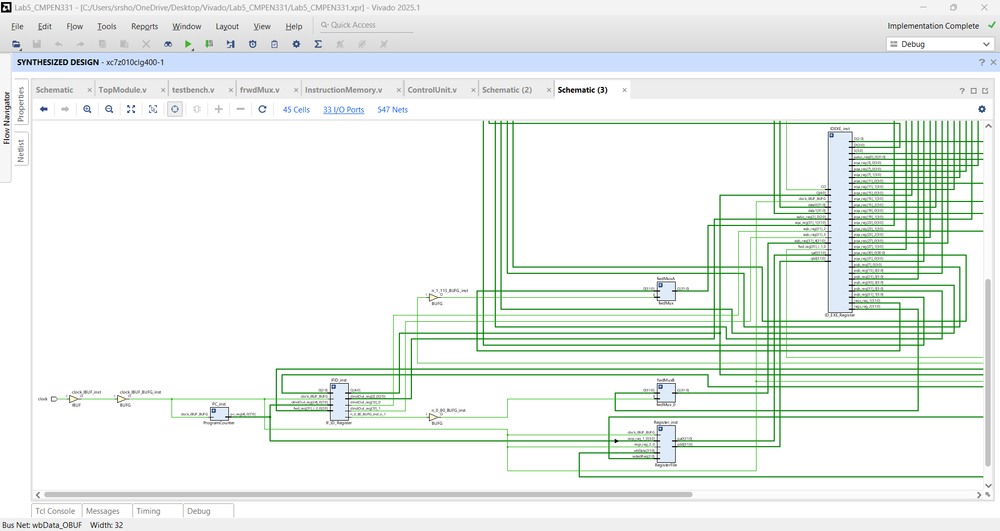 Lab5_CMPEN331 - [C:/Users/srsho/OneDrive/Desktop/Vivado/Lab5_CMPEN331/Lab5_CMPEN331.xpr] - Vivado 2025.1
File Edit Flow Tools Reports Window Layout View Help Quick Access
Implementation Complete
Debug
SYNTHESIZED DESIGN - xc7z010clg400-1
Flow Navigator
Properties
Netlist
Schematic TopModule.v testbench.v frwdMux.v InstructionMemory.v ControlUnit.v Schematic (2) Schematic (3)
45 Cells 33 I/O Ports 547 Nets
IDEXE_inst
D[2:0]
DI[3:0]
S[3:0]
ealuc_reg[0]_0[31:0]
eqa_reg[3]_0[3:0]
eqa_reg[7]_0[3:0]
eqa_reg[7]_1[3:0]
eqa_reg[11]_0[3:0]
CO eqa_reg[11]_1[3:0]
Q[4:0] eqa_reg[15]_0[3:0]
clock_IBUF_BUFG eqa_reg[15]_1[3:0]
data0[31:0] eqa_reg[15]_2[3:0]
data1[31:0] eqa_reg[19]_0[3:0]
ealuc_reg[2]_0[2:0] eqa_reg[19]_1[3:0]
eqa_reg[31]_1[31:0] eqa_reg[23]_0[3:0]
eqb_reg[31]_2 eqa_reg[23]_1[3:0]
eqb_reg[31]_3 eqa_reg[23]_2[3:0]
eqb_reg[31]_4[31:0] eqa_reg[27]_0[3:0]
fwd_reg[31]_i_1_0 eqa_reg[27]_1[3:0]
qa0[31:0] eqa_reg[30]_0[30:0]
qb0[31:0] eqa_reg[31]_0[3:0]
eqb_reg[7]_0[3:0]
eqb_reg[15]_0[3:0]
eqb_reg[23]_0[3:0]
eqb_reg[30]_0[3:0]
eqb_reg[31]_0[3:0]
eqb_reg[31]_1[3:0]
regs_reg_1[31:0]
regs_reg_2[31:0]
ID_EXE_Register
fwdMuxA
D[31:0] Q[31:0]
E
fwdMux
n_1_113_BUFG_inst
I O
BUFG
IFID_inst
D[2:0] Q[4:0]
clock_IBUF_BUFG dinstOut_reg[2]_0[2:0]
dinstOut_reg[24]_0[7:0] dinstOut_reg[13]_0
fwd_reg[31]_i_2_0[2:0] dinstOut_reg[13]_1
n_0_80_BUFG_inst_n_1
IF_ID_Register
fwdMuxB
D[31:0] Q[31:0]
E
fwdMux_0
clock
clock_IBUF_inst
I O
IBUF
clock_IBUF_BUFG_inst
I O
BUFG
PC_inst
clock_IBUF_BUFG pc_reg[4]_0[7:0]
ProgramCounter
n_0_80_BUFG_inst
I O
BUFG
Register_inst
clock_IBUF_BUFG
regs_reg_1_0[3:0] qa0[31:0]
regs_reg_2_0 qb0[31:0]
wbData[31:0]
wdestReg[2:0]
RegisterFile
Tcl Console Messages Timing Debug
Bus Net: wbData_OBUF Width: 32